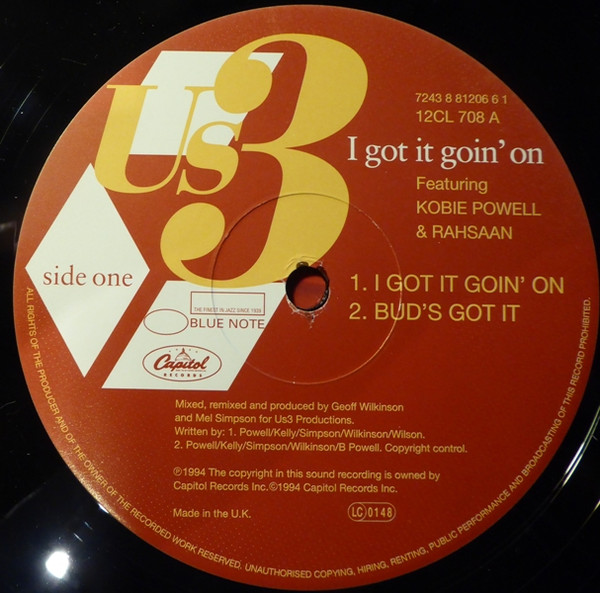 Us3
7243 8 81206 6 1
12CL 708 A
I got it goin' on
Featuring
KOBIE POWELL
& RAHSAAN
side one
1. I GOT IT GOIN' ON
2. BUD'S GOT IT
THE FINEST IN JAZZ SINCE 1939
BLUE NOTE
Capitol
RECORDS
Mixed, remixed and produced by Geoff Wilkinson
and Mel Simpson for Us3 Productions.
Written by: 1. Powell/Kelly/Simpson/Wilkinson/Wilson.
2. Powell/Kelly/Simpson/Wilkinson/B Powell. Copyright control.
℗1994 The copyright in this sound recording is owned by
Capitol Records Inc.©1994 Capitol Records Inc.
Made in the U.K.
LC 0148
ALL RIGHTS OF THE PRODUCER AND OF THE OWNER OF THE RECORDED WORK RESERVED. UNAUTHORISED COPYING, HIRING, RENTING, PUBLIC PERFORMANCE AND BROADCASTING OF THIS RECORD PROHIBITED.